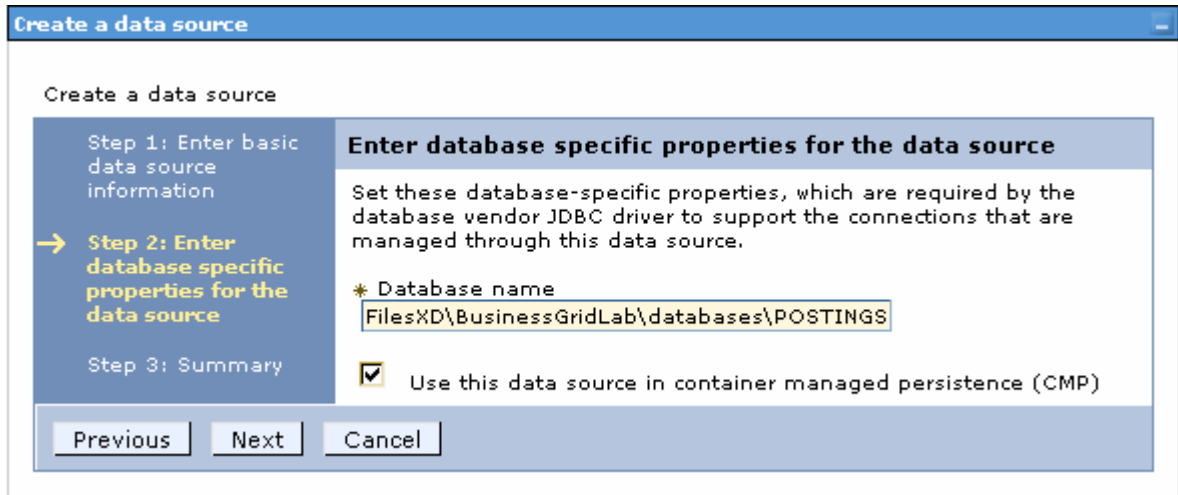 Create a data source
Create a data source
Step 1: Enter basic
data source
information
Step 2: Enter
database specific
properties for the
data source
Step 3: Summary
Enter database specific properties for the data source
Set these database-specific properties, which are required by the
database vendor JDBC driver to support the connections that are
managed through this data source.
* Database name
FilesXD\BusinessGridLab\databases\POSTINGS
Use this data source in container managed persistence (CMP)
Previous Next Cancel